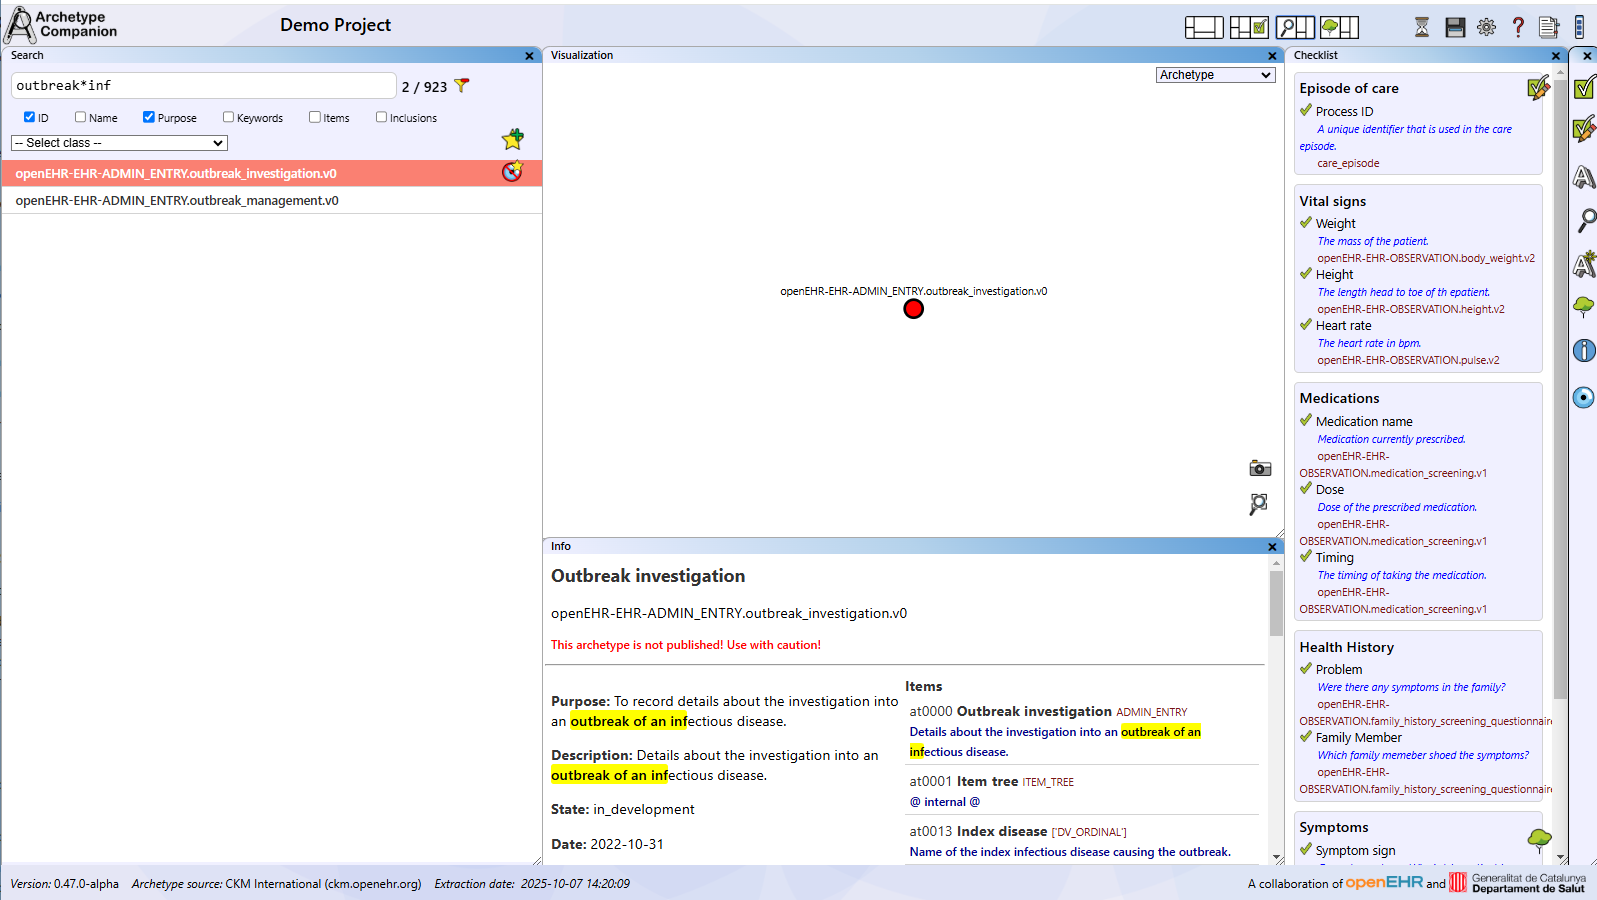 Archetype
Companion
Demo Project
Search
outbreak*inf
2 / 923
ID
Name
Purpose
Keywords
Items
Inclusions
-- Select class --
openEHR-EHR-ADMIN_ENTRY.outbreak_investigation.v0
openEHR-EHR-ADMIN_ENTRY.outbreak_management.v0
Visualization
Archetype
openEHR-EHR-ADMIN_ENTRY.outbreak_investigation.v0
Info
Outbreak investigation
openEHR-EHR-ADMIN_ENTRY.outbreak_investigation.v0
This archetype is not published! Use with caution!
Purpose: To record details about the investigation into
an outbreak of an infectious disease.
Description: Details about the investigation into an
outbreak of an infectious disease.
State: in_development
Date: 2022-10-31
Items
at0000 Outbreak investigation ADMIN_ENTRY
Details about the investigation into an outbreak of an
infectious disease.
at0001 Item tree ITEM_TREE
@ internal @
at0013 Index disease ['DV_ORDINAL']
Name of the index infectious disease causing the outbreak.
Checklist
Episode of care
Process ID
A unique identifier that is used in the care
episode.
care_episode
Vital signs
Weight
The mass of the patient.
openEHR-EHR-OBSERVATION.body_weight.v2
Height
The length head to toe of th epatient.
openEHR-EHR-OBSERVATION.height.v2
Heart rate
The heart rate in bpm.
openEHR-EHR-OBSERVATION.pulse.v2
Medications
Medication name
Medication currently prescribed.
openEHR-EHR-
OBSERVATION.medication_screening.v1
Dose
Dose of the prescribed medication.
openEHR-EHR-
OBSERVATION.medication_screening.v1
Timing
The timing of taking the medication.
openEHR-EHR-
OBSERVATION.medication_screening.v1
Health History
Problem
Were there any symptoms in the family?
openEHR-EHR-
OBSERVATION.family_history_screening_questionnaire
Family Member
Which family memeber shoed the symptoms?
openEHR-EHR-
OBSERVATION.family_history_screening_questionnaire
Symptoms
Symptom sign
Version: 0.47.0-alpha Archetype source: CKM International (ckm.openehr.org) Extraction date: 2025-10-07 14:20:09
A collaboration of openEHR and Generalitat de Catalunya
Departament de Salut